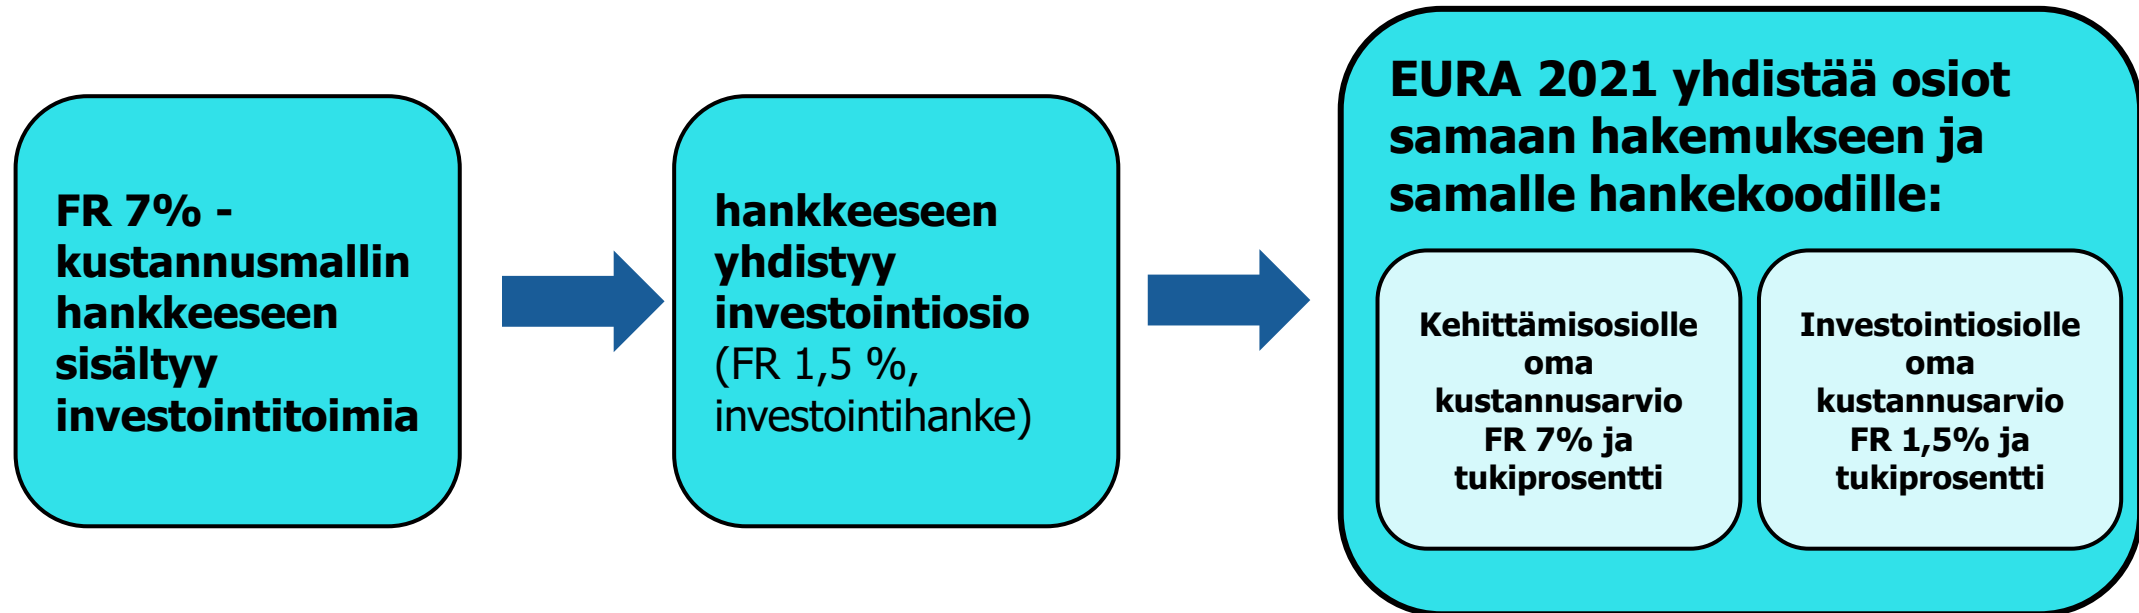 FR 7% -
kustannusmallin
hankkeeseen
sisältyy
investointitoimia
hankkeeseen
yhdistyy
investointiosio
(FR 1,5 %,
investointihanke)
EURA 2021 yhdistää osiot
samaan hakemukseen ja
samalle hankekoodille:
Kehittämisosiolle
oma
kustannusarvio
FR 7% ja
tukiprosentti
Investointiosiolle
oma
kustannusarvio
FR 1,5% ja
tukiprosentti